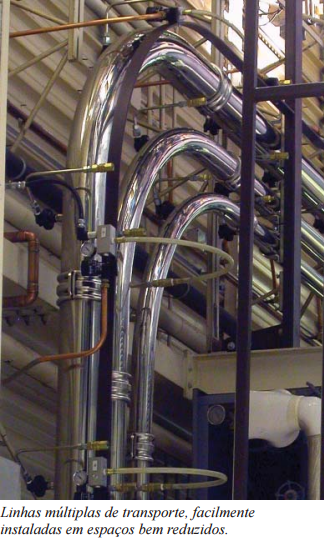 Linhas múltiplas de transporte, facilmente
instaladas em espaços bem reduzidos.